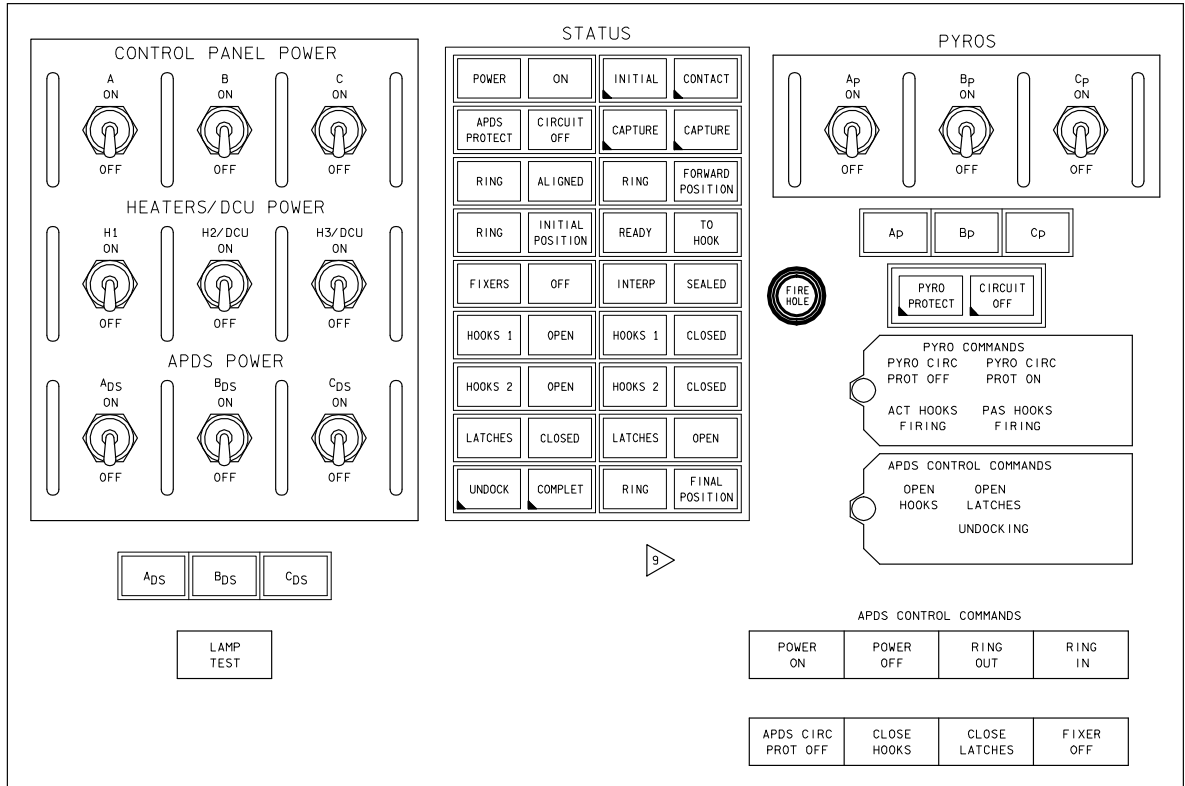 CONTROL PANEL POWER
A B C
ON ON ON
OFF OFF OFF
HEATERS/DCU POWER
H1 H2/DCU H3/DCU
ON ON ON
OFF OFF OFF
APDS POWER
ADS BDS CDS
ON ON ON
OFF OFF OFF
ADS BDS CDS
LAMP
TEST
STATUS
POWER ON INITIAL CONTACT
APDS CIRCUIT CAPTURE CAPTURE
PROTECT OFF
RING ALIGNED RING FORWARD
POSITION
RING INITIAL READY TO
POSITION HOOK
FIXERS OFF INTERP SEALED
HOOKS 1 OPEN HOOKS 1 CLOSED
HOOKS 2 OPEN HOOKS 2 CLOSED
LATCHES CLOSED LATCHES OPEN
UNDOCK COMPLET RING FINAL
POSITION
9
PYROS
AP BP CP
ON ON ON
OFF OFF OFF
AP BP CP
FIRE
HOLE
PYRO CIRCUIT
PROTECT OFF
PYRO COMMANDS
PYRO CIRC PYRO CIRC
PROT OFF PROT ON
ACT HOOKS PAS HOOKS
FIRING FIRING
APDS CONTROL COMMANDS
OPEN OPEN
HOOKS LATCHES
UNDOCKING
APDS CONTROL COMMANDS
POWER POWER RING RING
ON OFF OUT IN
APDS CIRC CLOSE CLOSE FIXER
PROT OFF HOOKS LATCHES OFF